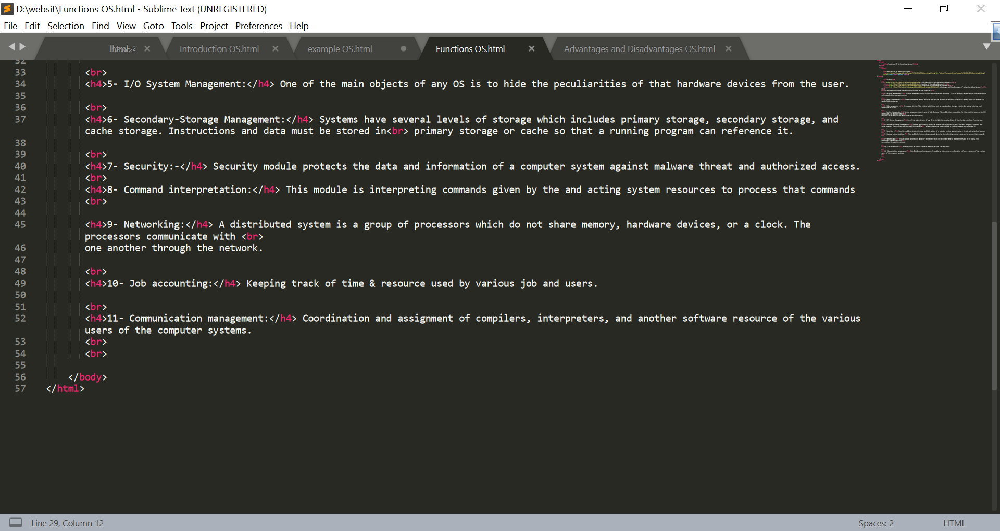 D:\websit\Functions OS.html - Sublime Text (UNREGISTERED)
File Edit Selection Find View Goto Tools Project Preferences Help
Introduction OS.html
example OS.html
Functions OS.html
Advantages and Disadvantages OS.html
32
33 <br>
34 <h4>5- I/O System Management:</h4> One of the main objects of any OS is to hide the peculiarities of that hardware devices from the user.
35
36 <br>
37 <h4>6- Secondary-Storage Management:</h4> Systems have several levels of storage which includes primary storage, secondary storage, and
cache storage. Instructions and data must be stored in<br> primary storage or cache so that a running program can reference it.
38
39 <br>
40 <h4>7- Security:-</h4> Security module protects the data and information of a computer system against malware threat and authorized access.
41 <br>
42 <h4>8- Command interpretation:</h4> This module is interpreting commands given by the and acting system resources to process that commands
43 <br>
44
45 <h4>9- Networking:</h4> A distributed system is a group of processors which do not share memory, hardware devices, or a clock. The
processors communicate with <br>
46 one another through the network.
47
48 <br>
49 <h4>10- Job accounting:</h4> Keeping track of time & resource used by various job and users.
50
51 <br>
52 <h4>11- Communication management:</h4> Coordination and assignment of compilers, interpreters, and another software resource of the various
users of the computer systems.
53 <br>
54 <br>
55
56 </body>
57 </html>
Line 29, Column 12
Spaces: 2
HTML